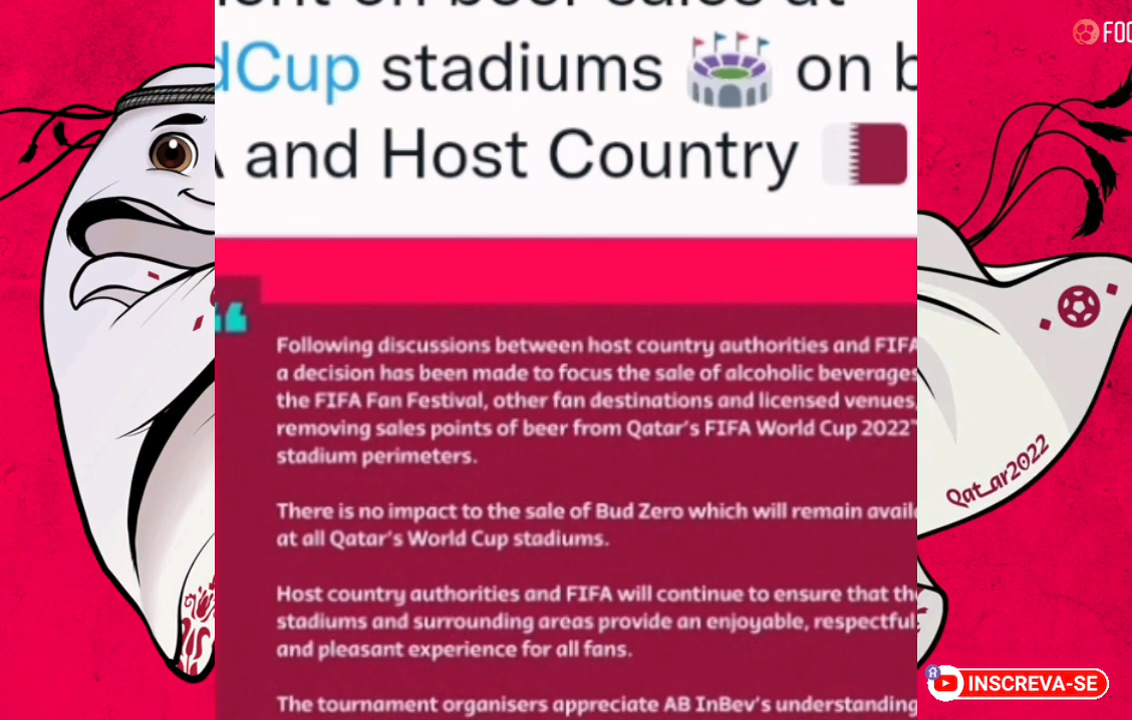 beer sales at
Cup stadiums on
and Host Country
Following discussions between host country authorities and FIFA
a decision has been made to focus the sale of alcoholic beverages
the FIFA Fan Festival, other fan destinations and licensed venues,
removing sales points of beer from Qatar's FIFA World Cup 2022™
stadium perimeters.
There is no impact to the sale of Bud Zero which will remain
at all Qatar's World Cup stadiums.
Host country authorities and FIFA will continue to ensure that
stadiums and surrounding areas provide an enjoyable, respectful
and pleasant experience for all fans.
The tournament organisers appreciate AB InBev's understanding
Qatar2022
INSCREVA-SE